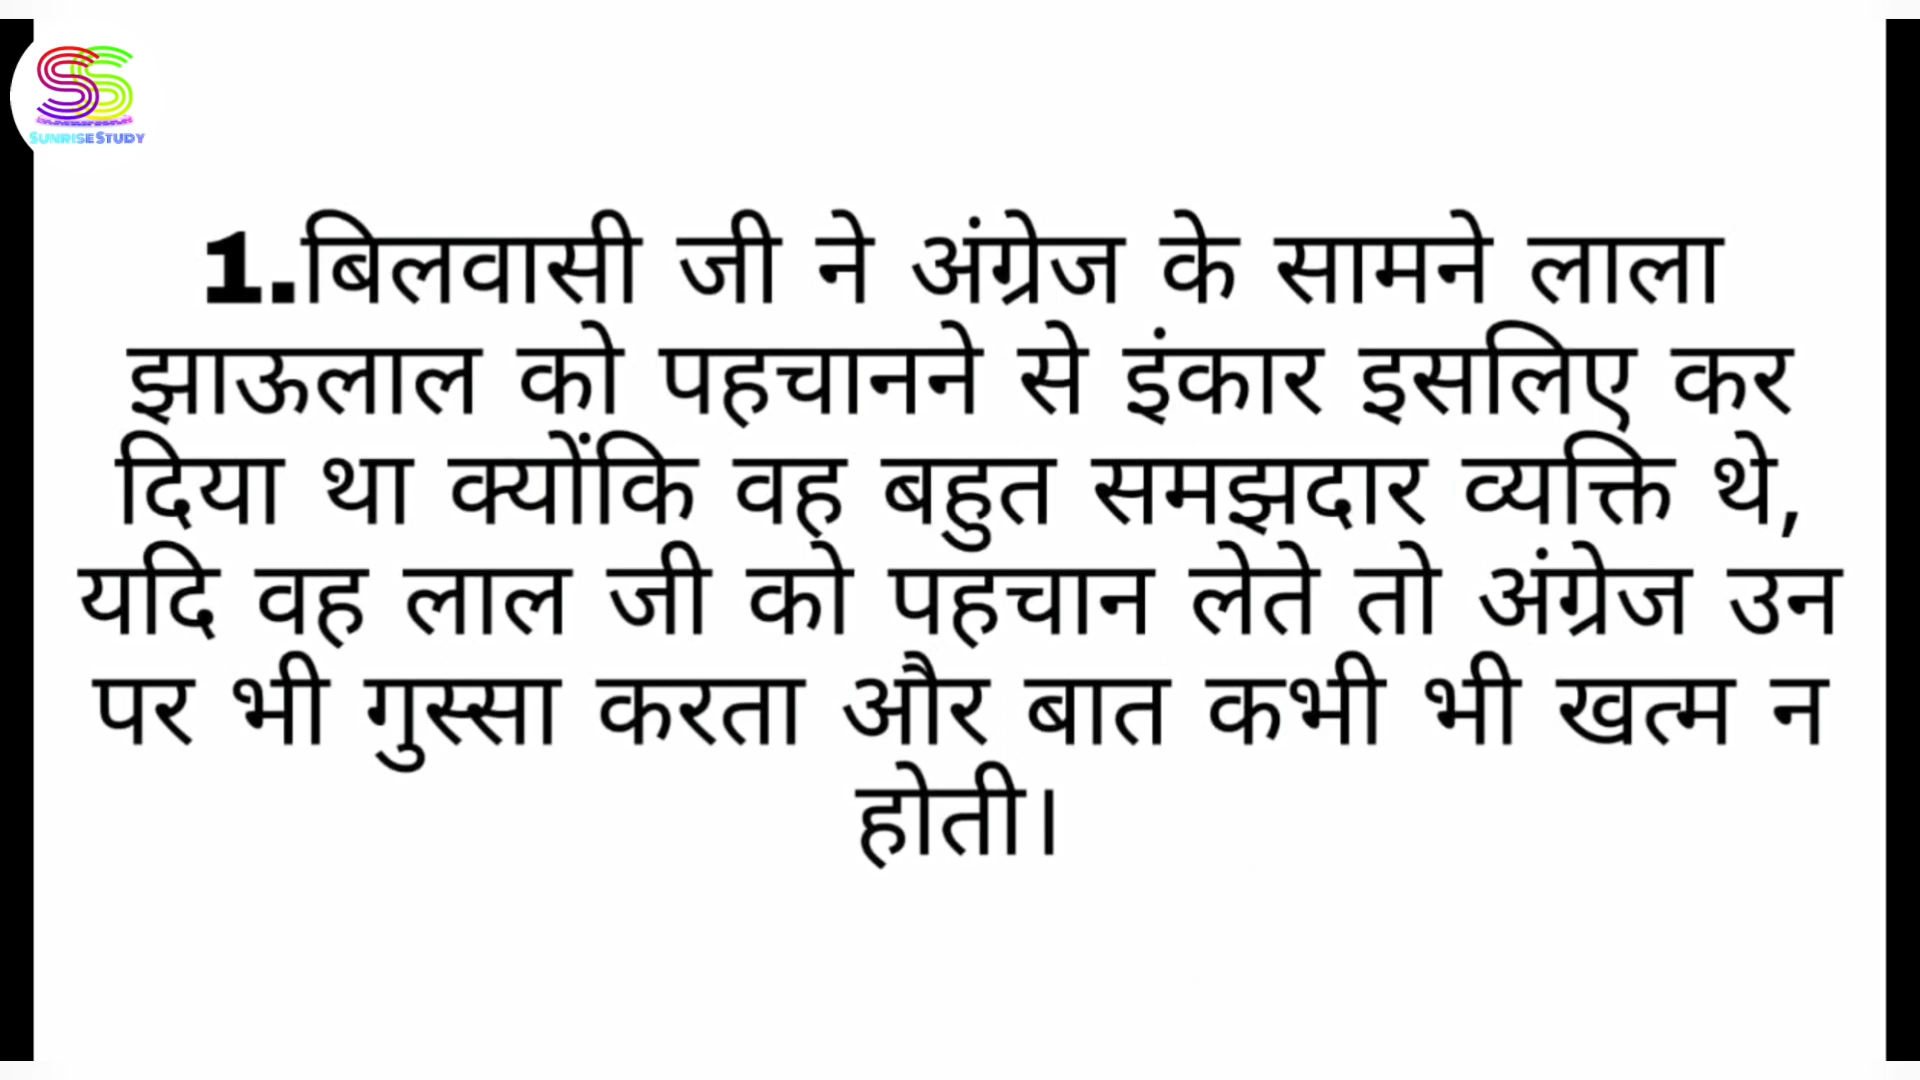 SUNRISE STUDY
1.बिलवासी जी ने अंग्रेज के सामने लाला
झाऊलाल को पहचानने से इंकार इसलिए कर
दिया था क्योंकि वह बहुत समझदार व्यक्ति थे,
यदि वह लाल जी को पहचान लेते तो अंग्रेज उन
पर भी गुस्सा करता और बात कभी भी खत्म न
होती।